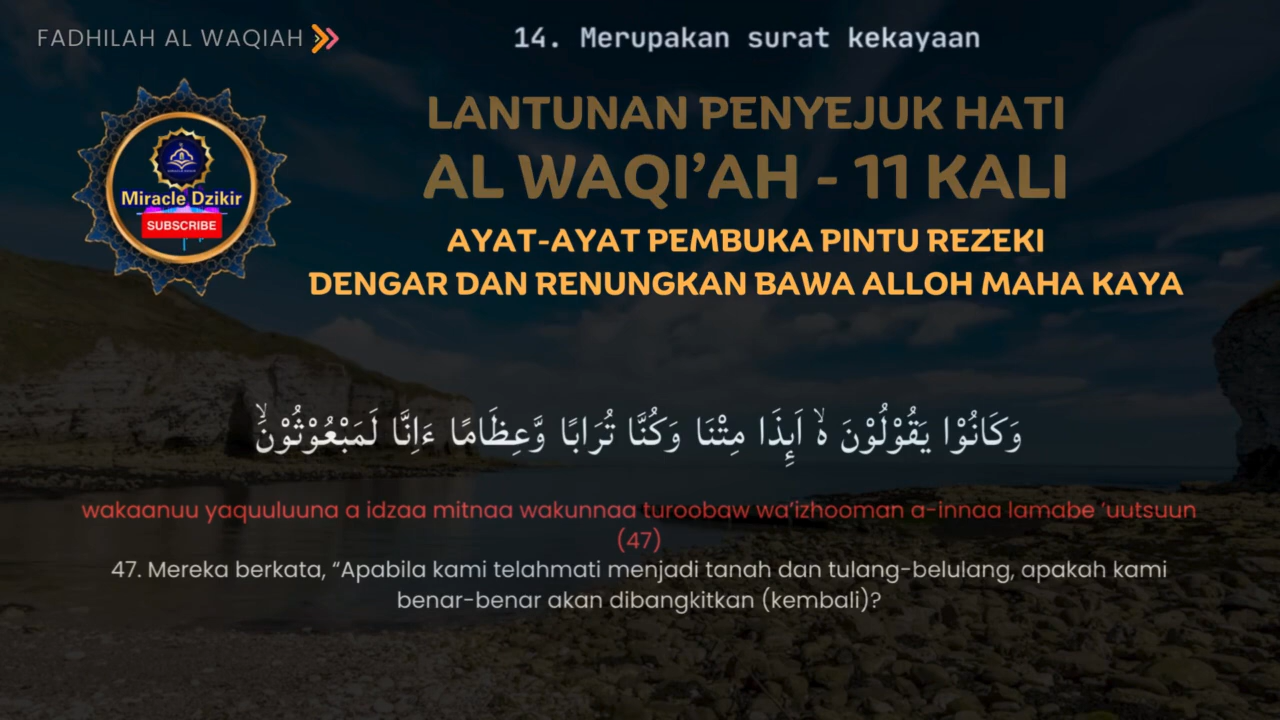 FADHILAH AL WAQIAH
14. Merupakan surat kekayaan
LANTUNAN PENYEJUK HATI
AL WAQI’AH - 11 KALI
Miracle Dzikir
SUBSCRIBE
AYAT-AYAT PEMBUKA PINTU REZEKI
DENGAR DAN RENUNGKAN BAWA ALLOH MAHA KAYA
وَكَانُوْا يَقُوْلُوْنَ ەۙ اَىِٕذَا مِتْنَا وَكُنَّا تُرَابًا وَّعِظَامًا ءَاِنَّا لَمَبْعُوْثُوْنَۙ
wakaanuu yaquuluuna a idzaa mitnaa wakunnaa turoobaw wa’izhooman a-innaa lamabe ’uutsuun
(47)
47. Mereka berkata, “Apabila kami telahmati menjadi tanah dan tulang-belulang, apakah kami
benar-benar akan dibangkitkan (kembali)?